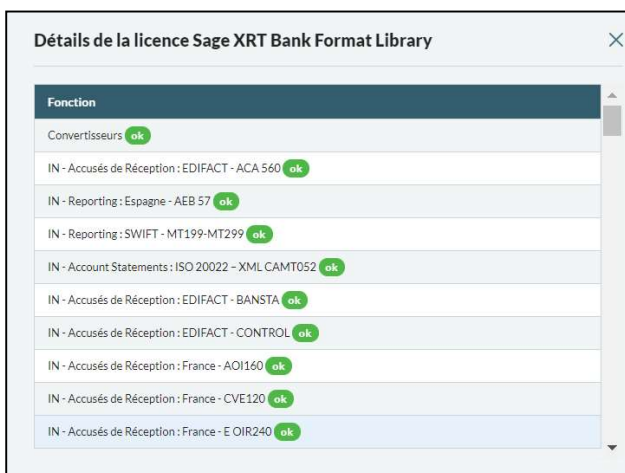 Détails de la licence Sage XRT Bank Format Library
Fonction
Convertisseurs ok
IN - Accusés de Réception : EDIFACT - ACA 560 ok
IN - Reporting : Espagne - AEB 57 ok
IN - Reporting : SWIFT - MT199-MT299 ok
IN - Account Statements : ISO 20022 – XML CAMT052 ok
IN - Accusés de Réception : EDIFACT - BANSTA ok
IN - Accusés de Réception : EDIFACT - CONTROL ok
IN - Accusés de Réception : France - AOI160 ok
IN - Accusés de Réception : France - CVE120 ok
IN - Accusés de Réception : France - E OIR240 ok